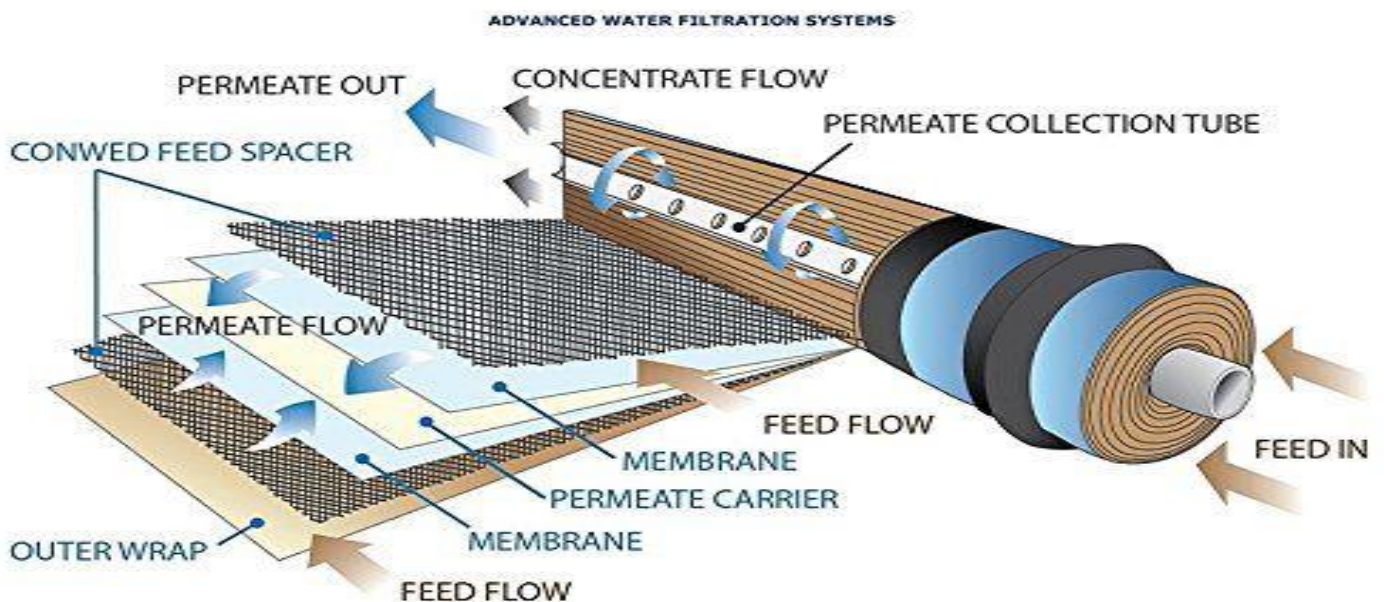 ADVANCED WATER FILTRATION SYSTEMS
PERMEATE OUT
CONCENTRATE FLOW
PERMEATE COLLECTION TUBE
CONWED FEED SPACER
PERMEATE FLOW
FEED FLOW
FEED IN
MEMBRANE
PERMEATE CARRIER
MEMBRANE
OUTER WRAP
FEED FLOW